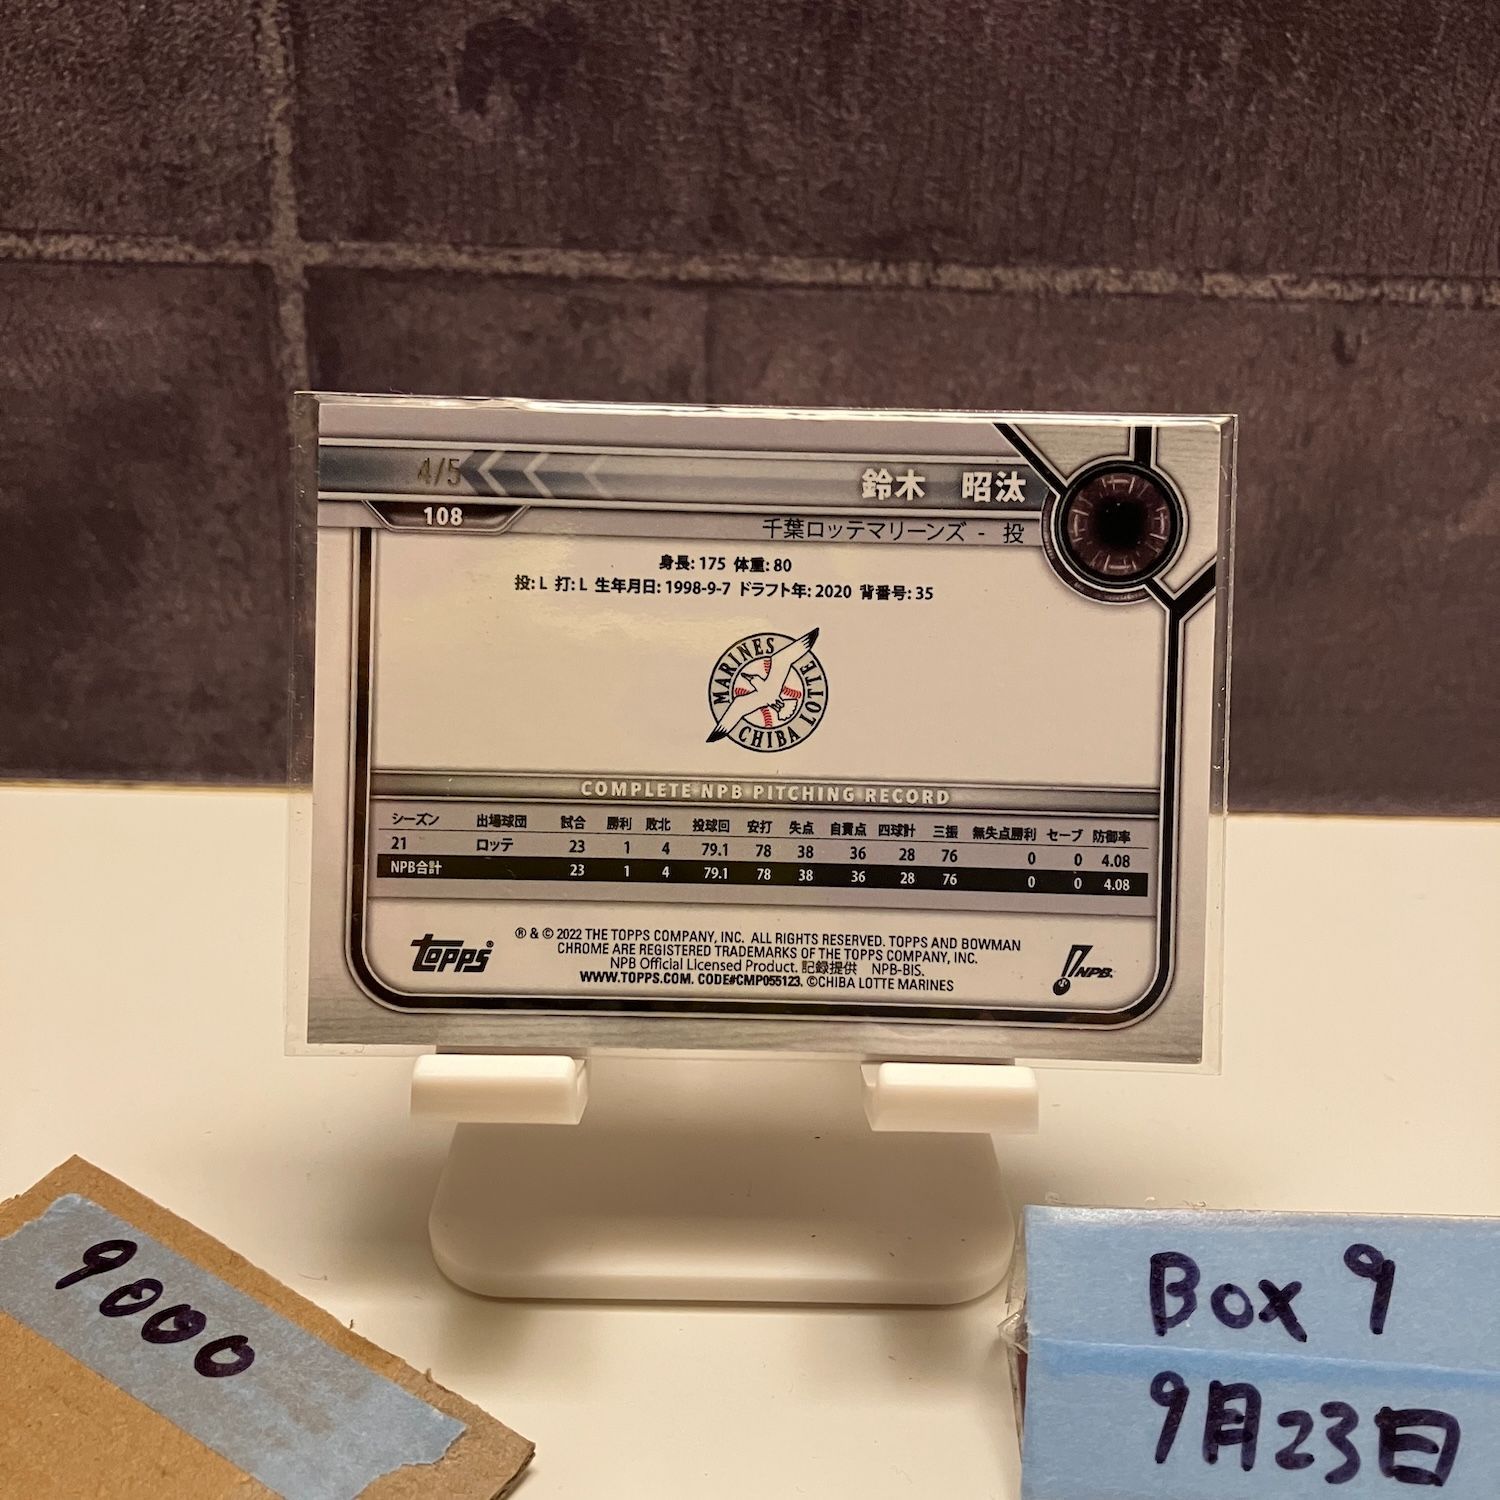 4/5
鈴木 昭汰
108
千葉ロッテマリーンズ - 投
身長: 175 体重: 80
投: L 打: L 生年月日: 1998-9-7 ドラフト年: 2020 背番号: 35
MARINES
CHIBA LOTTE
COMPLETE NPB PITCHING RECORD
シーズン 出場球団 試合 勝利 敗北 投球回 安打 失点 自責点 四球計 三振 無失点勝利 セーブ 防御率
21 ロッテ 23 1 4 79.1 78 38 36 28 76 0 0 4.08
NPB合計 23 1 4 79.1 78 38 36 28 76 0 0 4.08
TOPPS®
® & © 2022 THE TOPPS COMPANY, INC. ALL RIGHTS RESERVED. TOPPS AND BOWMAN
CHROME ARE REGISTERED TRADEMARKS OF THE TOPPS COMPANY, INC.
NPB Official Licensed Product. 記録提供 NPB-BIS.
WWW.TOPPS.COM. CODE#CMP055123. ©CHIBA LOTTE MARINES
NPB
9000
Box 9
9月23日